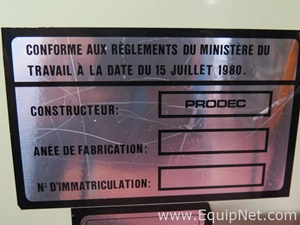 CONFORME AUX RÈGLEMENTS DU MINISTÈRE DU
TRAVAIL À LA DATE DU 15 JUILLET 1980.
CONSTRUCTEUR: PRODEC
ANÉE DE FABRICATION:
N° D'IMMATRICULATION:
www.EquipNet.com